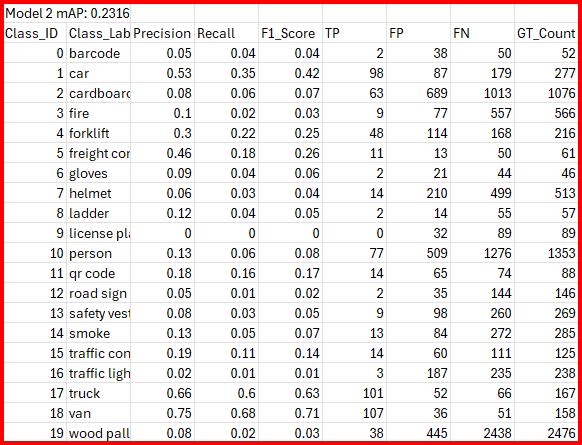 Model 2 mAP: 0.2316
Class_ID Class_Lab Precision Recall F1_Score TP FP FN GT_Count
0 barcode 0.05 0.04 0.04 2 38 50 52
1 car 0.53 0.35 0.42 98 87 179 277
2 cardboard 0.08 0.06 0.07 63 689 1013 1076
3 fire 0.1 0.02 0.03 9 77 557 566
4 forklift 0.3 0.22 0.25 48 114 168 216
5 freight con 0.46 0.18 0.26 11 13 50 61
6 gloves 0.09 0.04 0.06 2 21 44 46
7 helmet 0.06 0.03 0.04 14 210 499 513
8 ladder 0.12 0.04 0.05 2 14 55 57
9 license pla 0 0 0 0 32 89 89
10 person 0.13 0.06 0.08 77 509 1276 1353
11 qr code 0.18 0.16 0.17 14 65 74 88
12 road sign 0.05 0.01 0.02 2 35 144 146
13 safety vest 0.08 0.03 0.05 9 98 260 269
14 smoke 0.13 0.05 0.07 13 84 272 285
15 traffic con 0.19 0.11 0.14 14 60 111 125
16 traffic ligh 0.02 0.01 0.01 3 187 235 238
17 truck 0.66 0.6 0.63 101 52 66 167
18 van 0.75 0.68 0.71 107 36 51 158
19 wood pall 0.08 0.02 0.03 38 445 2438 2476